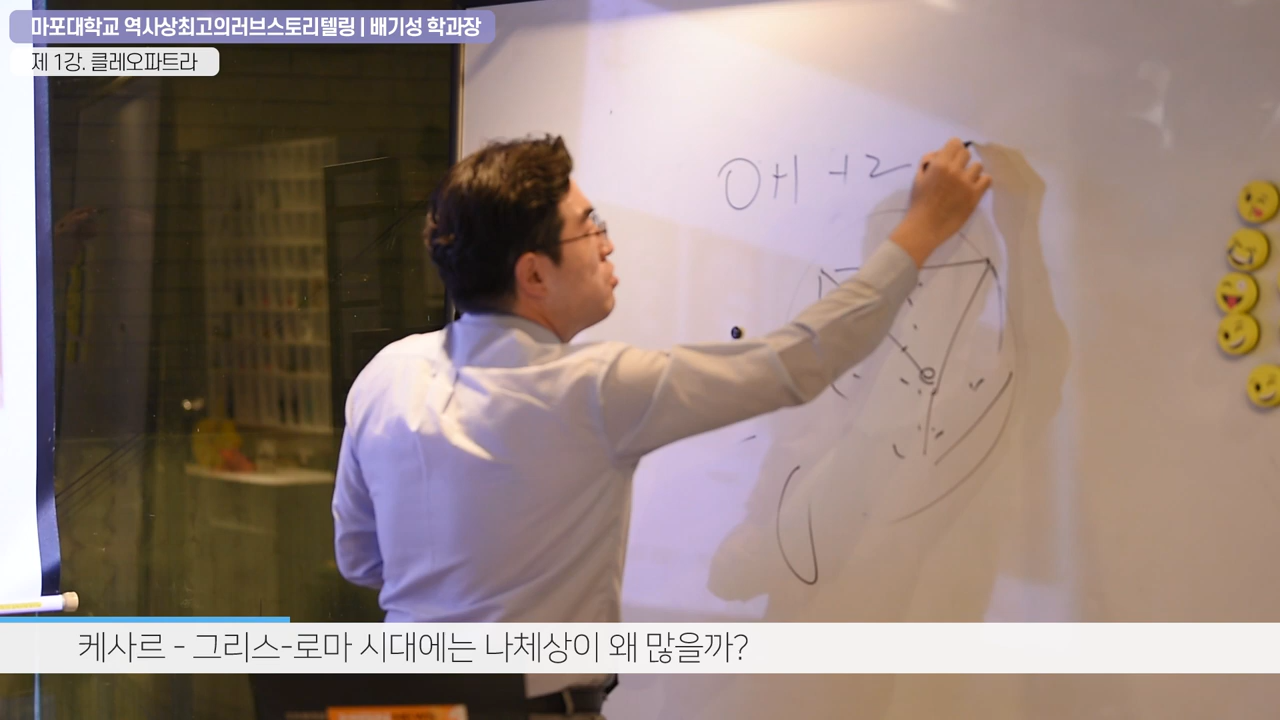 마포대학교 역사상최고의러브스토리텔링 | 배기성 학과장
제 1강. 클레오파트라
케사르 - 그리스-로마 시대에는 나체상이 왜 많을까?